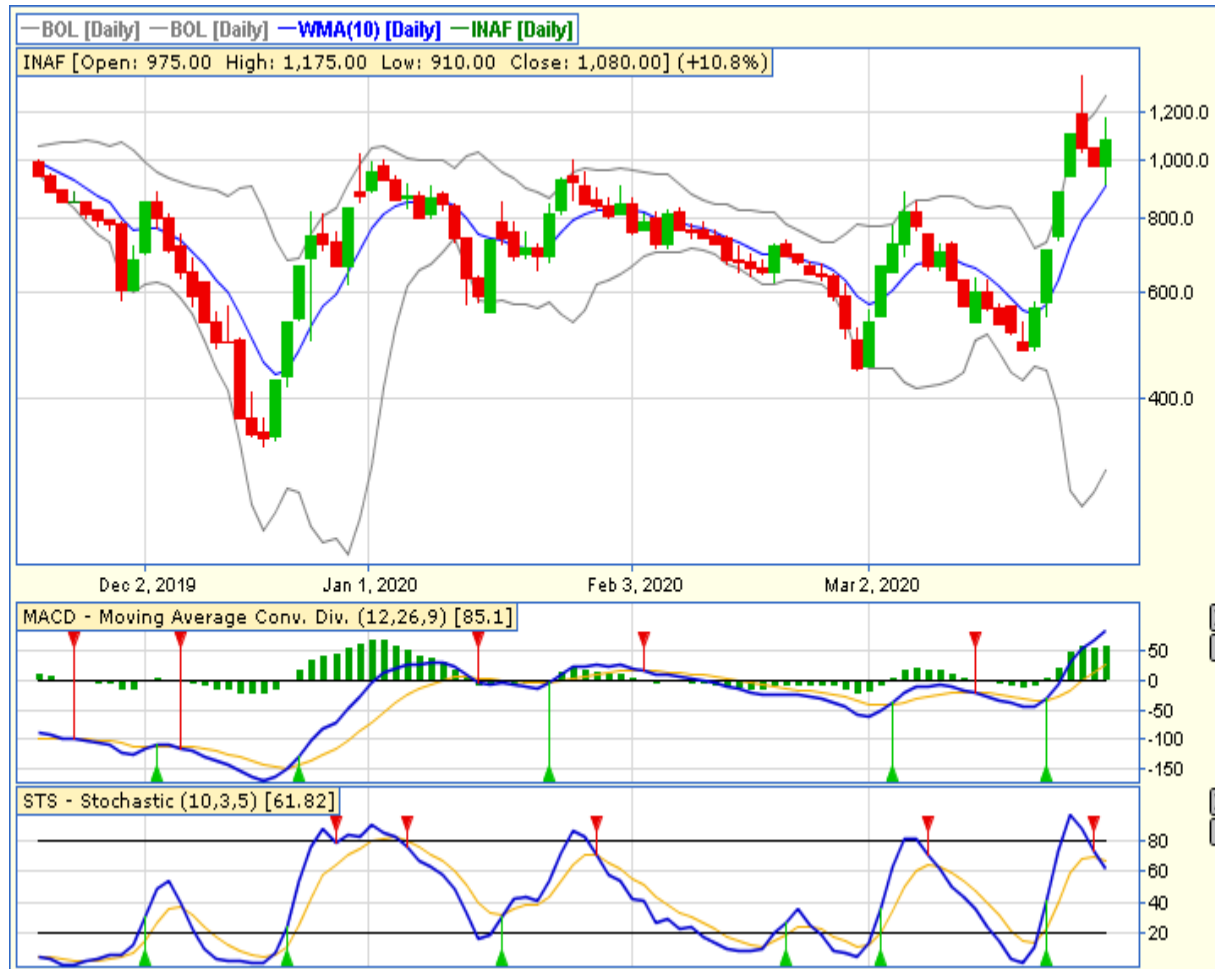 BOL [Daily] BOL [Daily] WMA(10) [Daily] INAF [Daily]
INAF [Open: 975.00 High: 1,175.00 Low: 910.00 Close: 1,080.00] (+10.8%)
1,200.0
1,000.0
800.0
600.0
400.0
Dec 2, 2019 Jan 1, 2020 Feb 3, 2020 Mar 2, 2020
MACD - Moving Average Conv. Div. (12,26,9) [85.1]
50
0
-50
-100
-150
STS - Stochastic (10,3,5) [61.82]
80
60
40
20